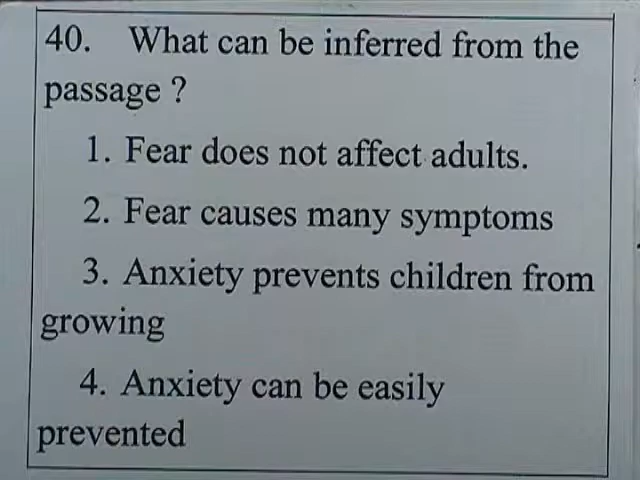 40. What can be inferred from the
passage ?
1. Fear does not affect adults.
2. Fear causes many symptoms
3. Anxiety prevents children from
growing
4. Anxiety can be easily
prevented